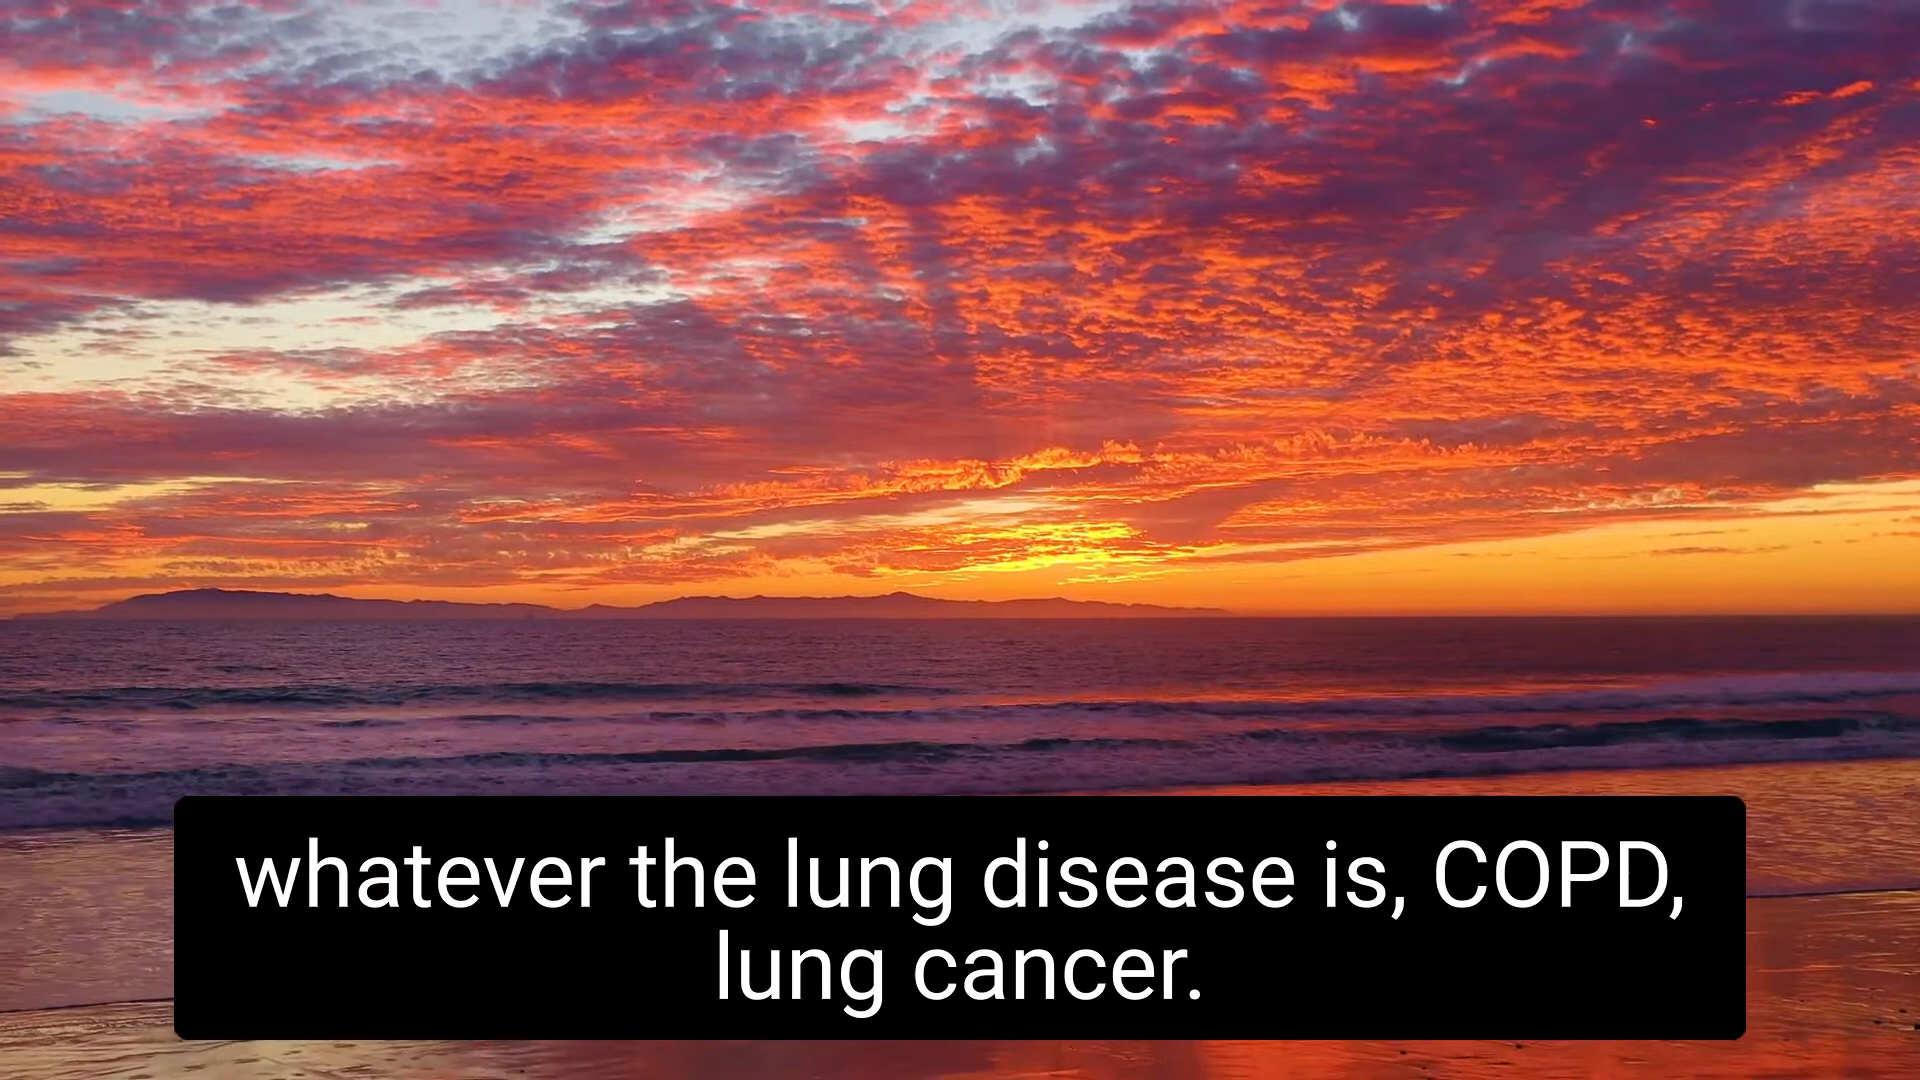 whatever the lung disease is, COPD,
lung cancer.